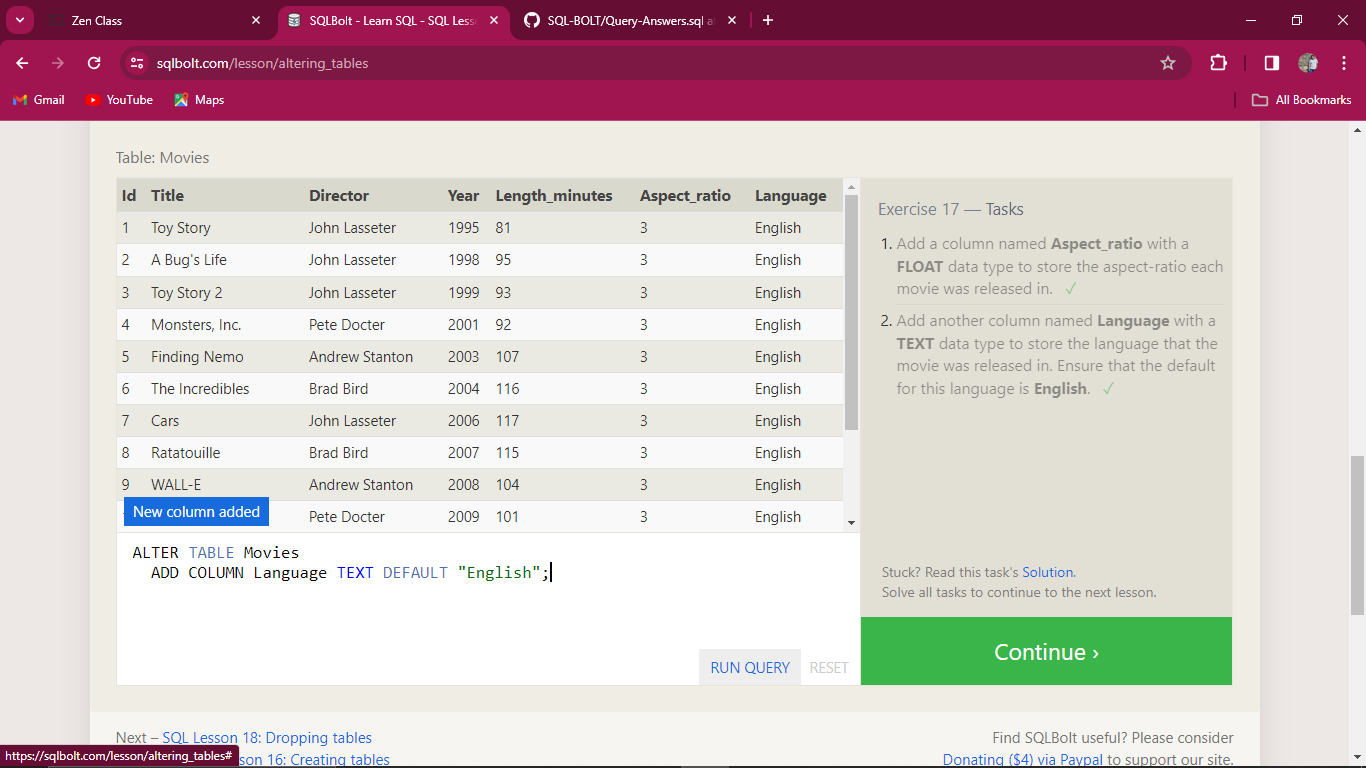 Zen Class
SQLBolt - Learn SQL - SQL Less
SQL-BOLT/Query-Answers.sql a
sqlbolt.com/lesson/altering_tables
Gmail YouTube Maps All Bookmarks
Table: Movies
Id Title Director Year Length_minutes Aspect_ratio Language
1 Toy Story John Lasseter 1995 81 3 English
2 A Bug's Life John Lasseter 1998 95 3 English
3 Toy Story 2 John Lasseter 1999 93 3 English
4 Monsters, Inc. Pete Docter 2001 92 3 English
5 Finding Nemo Andrew Stanton 2003 107 3 English
6 The Incredibles Brad Bird 2004 116 3 English
7 Cars John Lasseter 2006 117 3 English
8 Ratatouille Brad Bird 2007 115 3 English
9 WALL-E Andrew Stanton 2008 104 3 English
Pete Docter 2009 101 3 English
New column added
ALTER TABLE Movies
ADD COLUMN Language TEXT DEFAULT "English";
RUN QUERY RESET
Exercise 17 — Tasks
1. Add a column named Aspect_ratio with a
FLOAT data type to store the aspect-ratio each
movie was released in. ✓
2. Add another column named Language with a
TEXT data type to store the language that the
movie was released in. Ensure that the default
for this language is English. ✓
Stuck? Read this task's Solution.
Solve all tasks to continue to the next lesson.
Continue ›
Next – SQL Lesson 18: Dropping tables
son 16: Creating tables
Find SQLBolt useful? Please consider
Donating ($4) via Paypal to support our site.
https://sqlbolt.com/lesson/altering_tables#